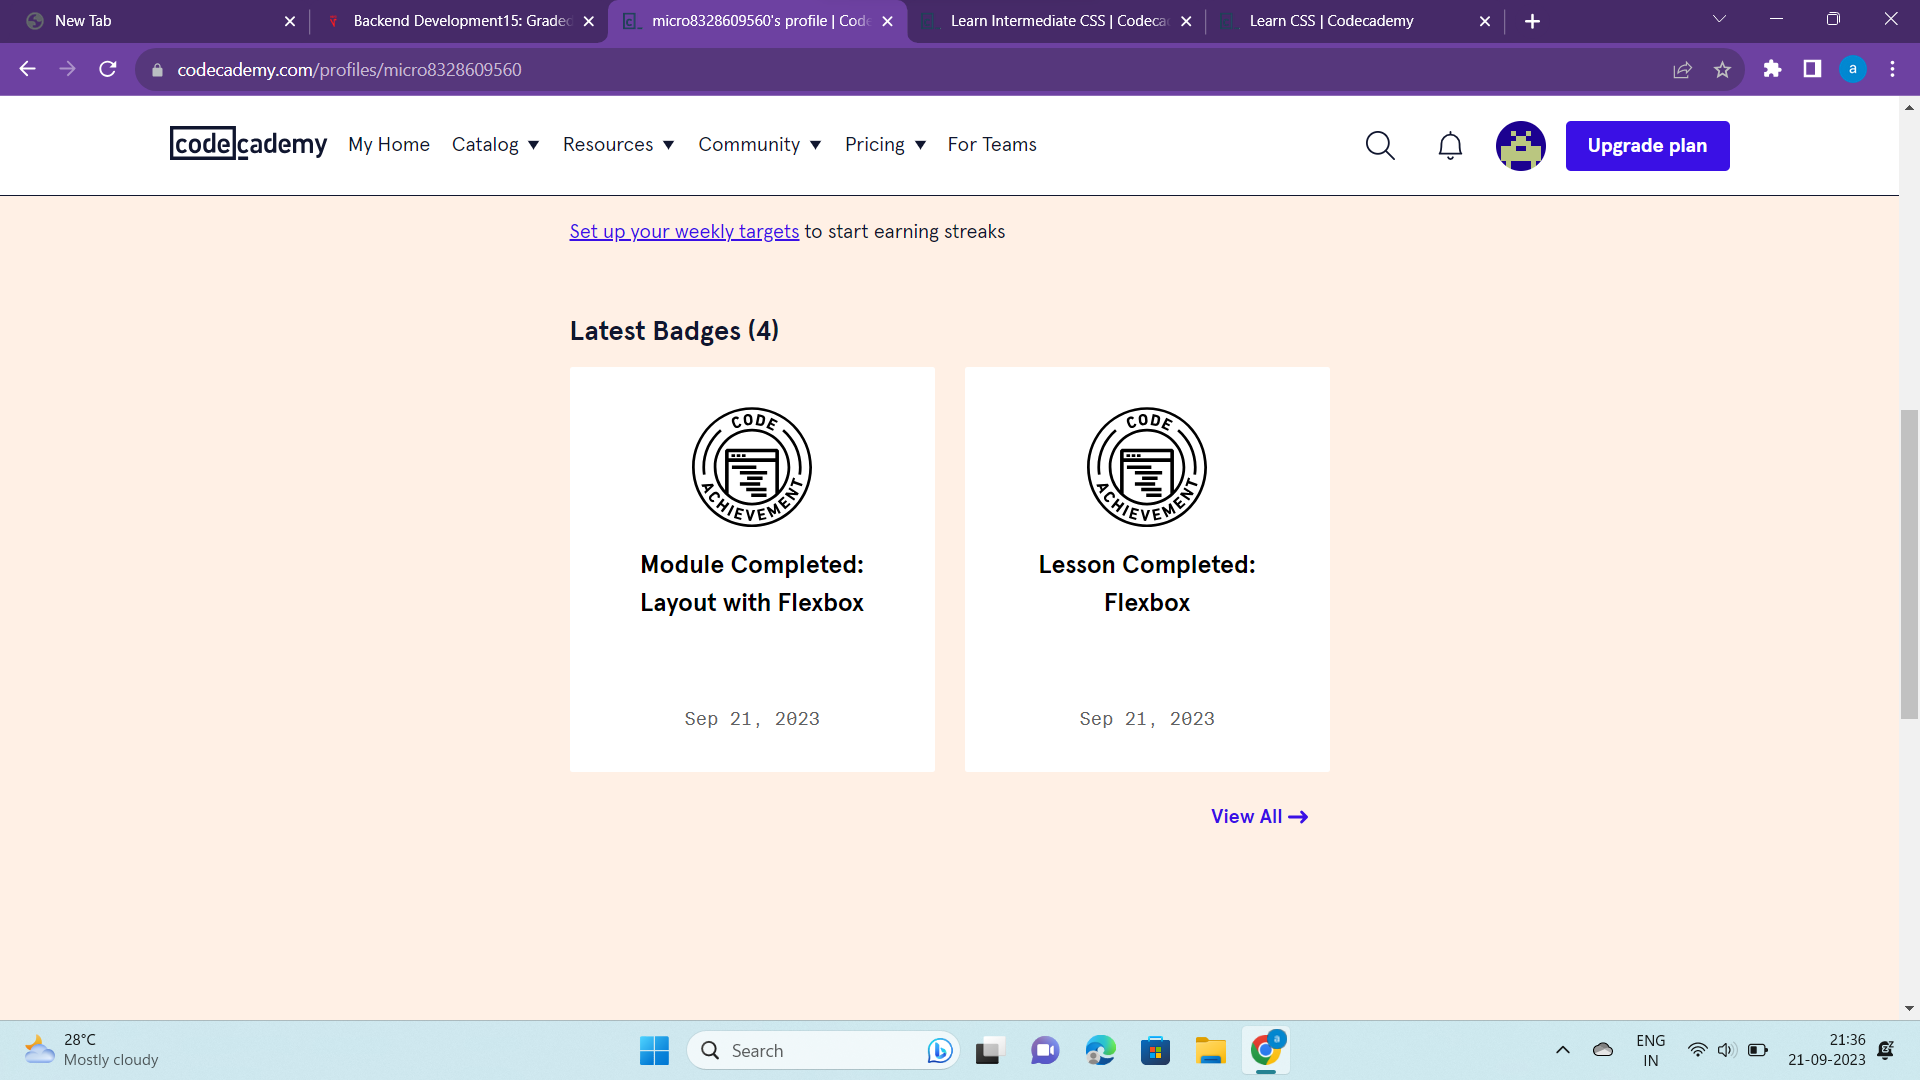 New Tab
Backend Development15: Graded
micro8328609560's profile | Code
Learn Intermediate CSS | Codeca
Learn CSS | Codecademy
codecademy.com/profiles/micro8328609560
a
codecademy
My Home
Catalog
Resources
Community
Pricing
For Teams
Upgrade plan
Set up your weekly targets to start earning streaks
Latest Badges (4)
CODE
ACHIEVEMENT
Module Completed:
Layout with Flexbox
Sep 21, 2023
CODE
ACHIEVEMENT
Lesson Completed:
Flexbox
Sep 21, 2023
View All
28°C
Mostly cloudy
Search
a
ENG
IN
21:36
21-09-2023